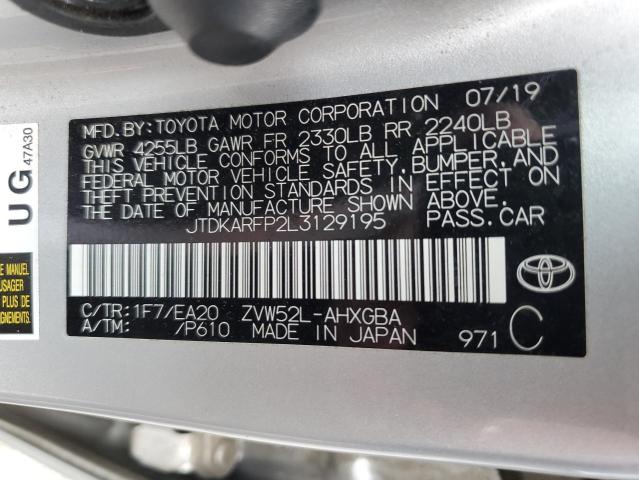 MFD. BY: TOYOTA MOTOR CORPORATION 07/19
GVWR 4255LB GAWR FR 2330LB RR 2240LB
THIS VEHICLE CONFORMS TO ALL APPLICABLE
FEDERAL MOTOR VEHICLE SAFETY, BUMPER, AND
THEFT PREVENTION STANDARDS IN EFFECT ON
THE DATE OF MANUFACTURE SHOWN ABOVE.
JTDKARFP2L3129195 PASS.CAR
C/TR: 1F7/EA20 ZVW52L-AHXGBA
A/TM: /P610 MADE IN JAPAN 971 C
UG 47A30
E MANUEL
USAGER
PLUS DE
IGNEMENTS